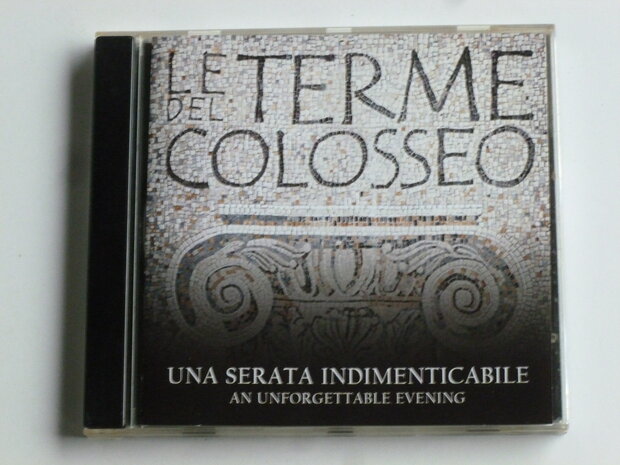 LE TERME
DEL
COLOSSEO
UNA SERATA INDIMENTICABILE
AN UNFORGETTABLE EVENING